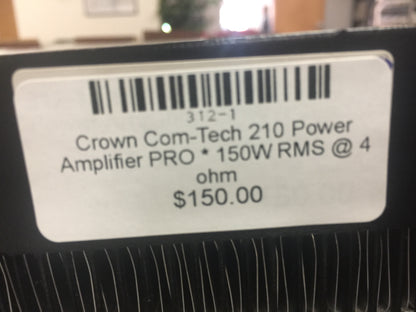 312-1
Crown Com-Tech 210 Power
Amplifier PRO * 150W RMS @ 4
ohm
$150.00